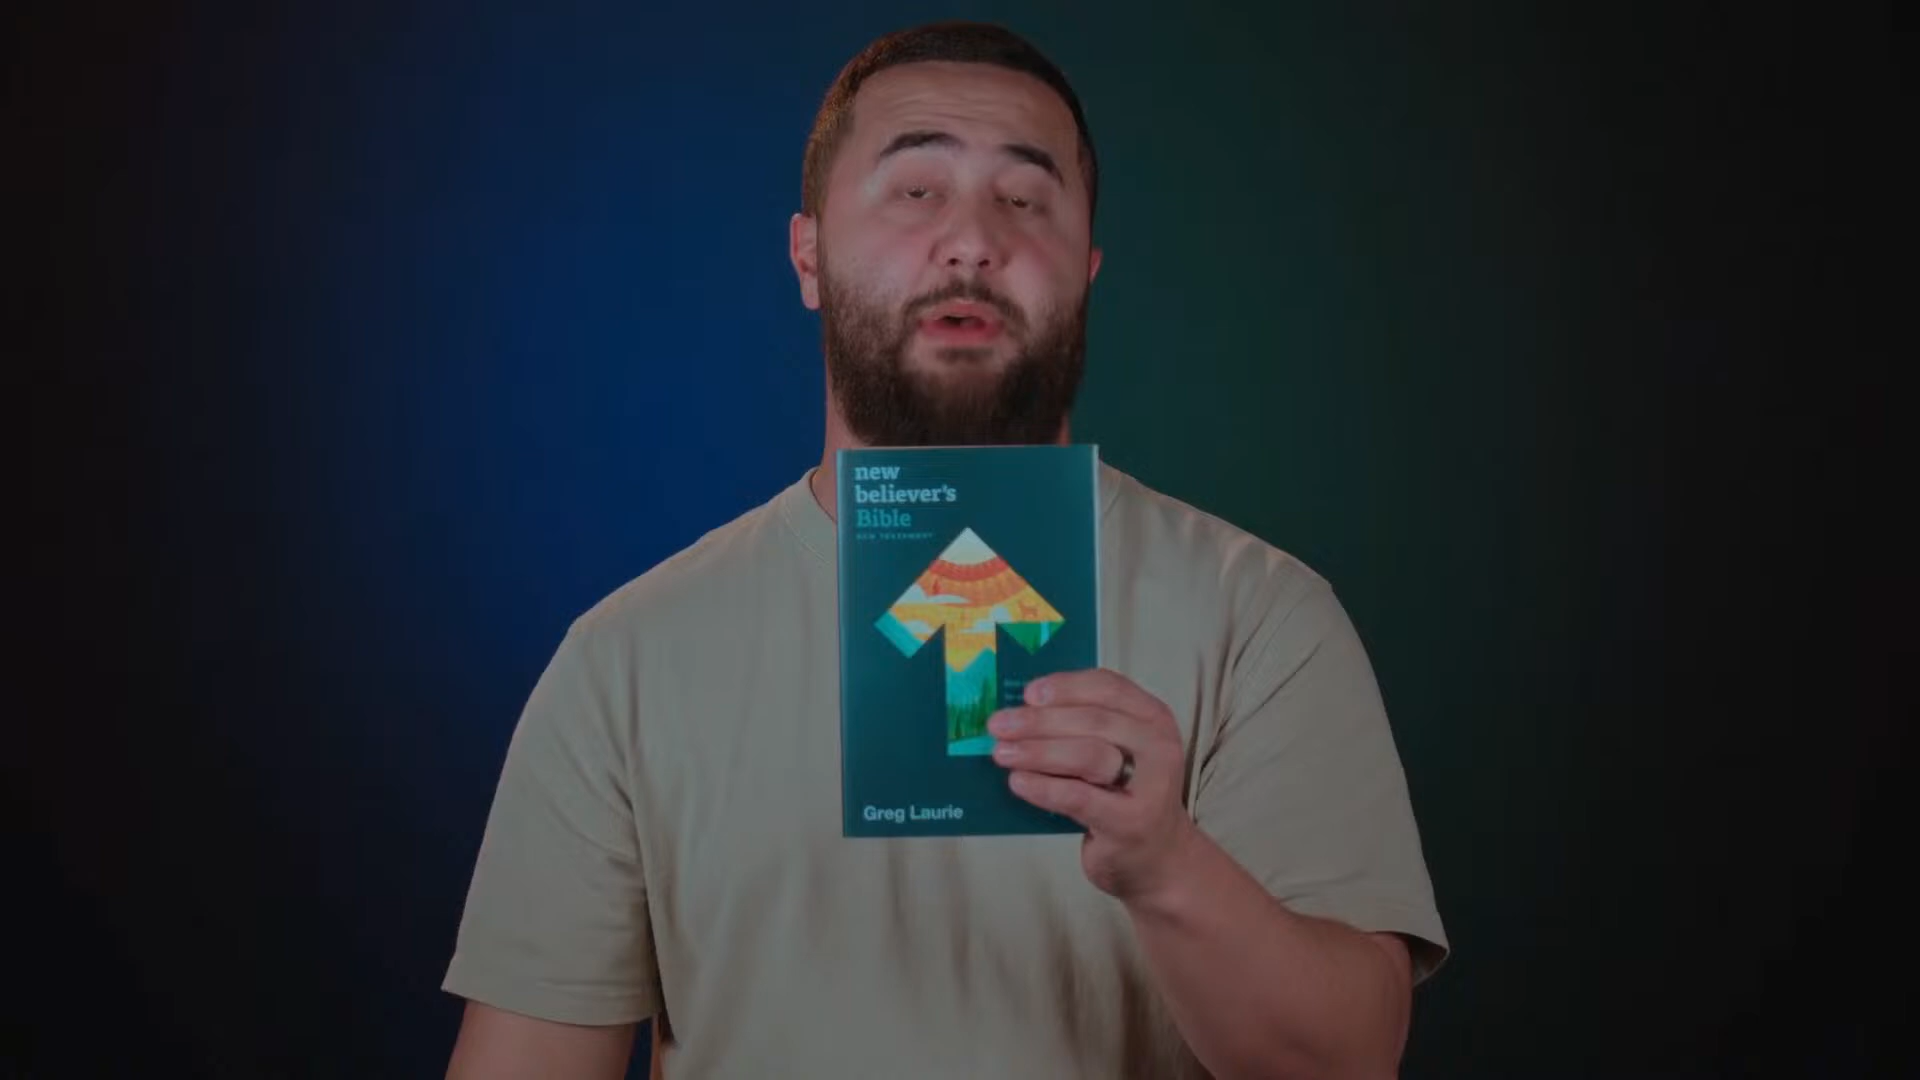 new
believer's
Bible
NEW TESTAMENT
Greg Laurie